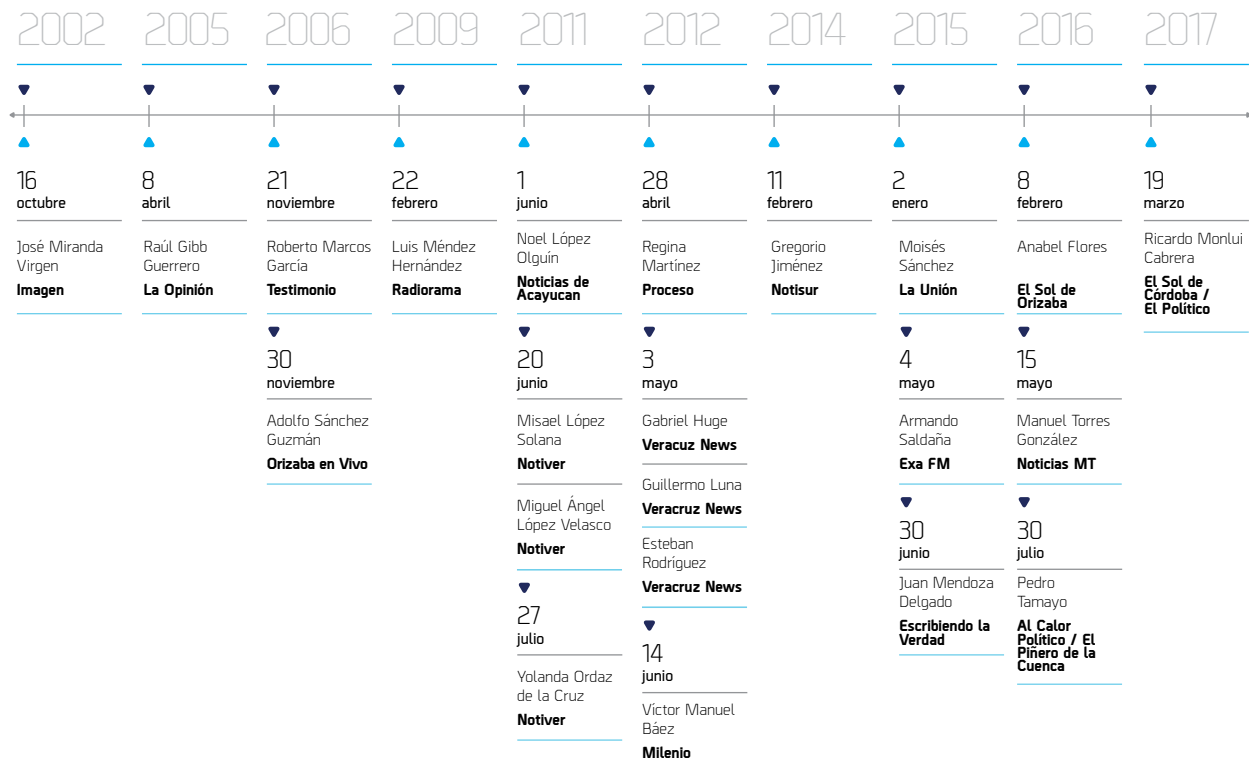 2002
2005
2006
2009
2011
2012
2014
2015
2016
2017
16
octubre
José Miranda
Virgen
Imagen
8
abril
Raúl Gibb
Guerrero
La Opinión
21
noviembre
Roberto Marcos
García
Testimonio
30
noviembre
Adolfo Sánchez
Guzmán
Orizaba en Vivo
22
febrero
Luis Méndez
Hernández
Radiorama
1
junio
Noel López
Olguín
Noticias de
Acayucan
20
junio
Misael López
Solana
Notiver
Miguel Ángel
López Velasco
Notiver
27
julio
Yolanda Ordaz
de la Cruz
Notiver
28
abril
Regina
Martínez
Proceso
3
mayo
Gabriel Huge
Veracuz News
Guillermo Luna
Veracruz News
Esteban
Rodríguez
Veracruz News
14
junio
Víctor Manuel
Báez
Milenio
11
febrero
Gregorio
Jiménez
Notisur
2
enero
Moisés
Sánchez
La Unión
4
mayo
Armando
Saldaña
Exa FM
30
junio
Juan Mendoza
Delgado
Escribiendo la
Verdad
8
febrero
Anabel Flores
El Sol de
Orizaba
15
mayo
Manuel Torres
González
Noticias MT
30
julio
Pedro
Tamayo
Al Calor
Político / El
Piñero de la
Cuenca
19
marzo
Ricardo Monlui
Cabrera
El Sol de
Córdoba /
El Político